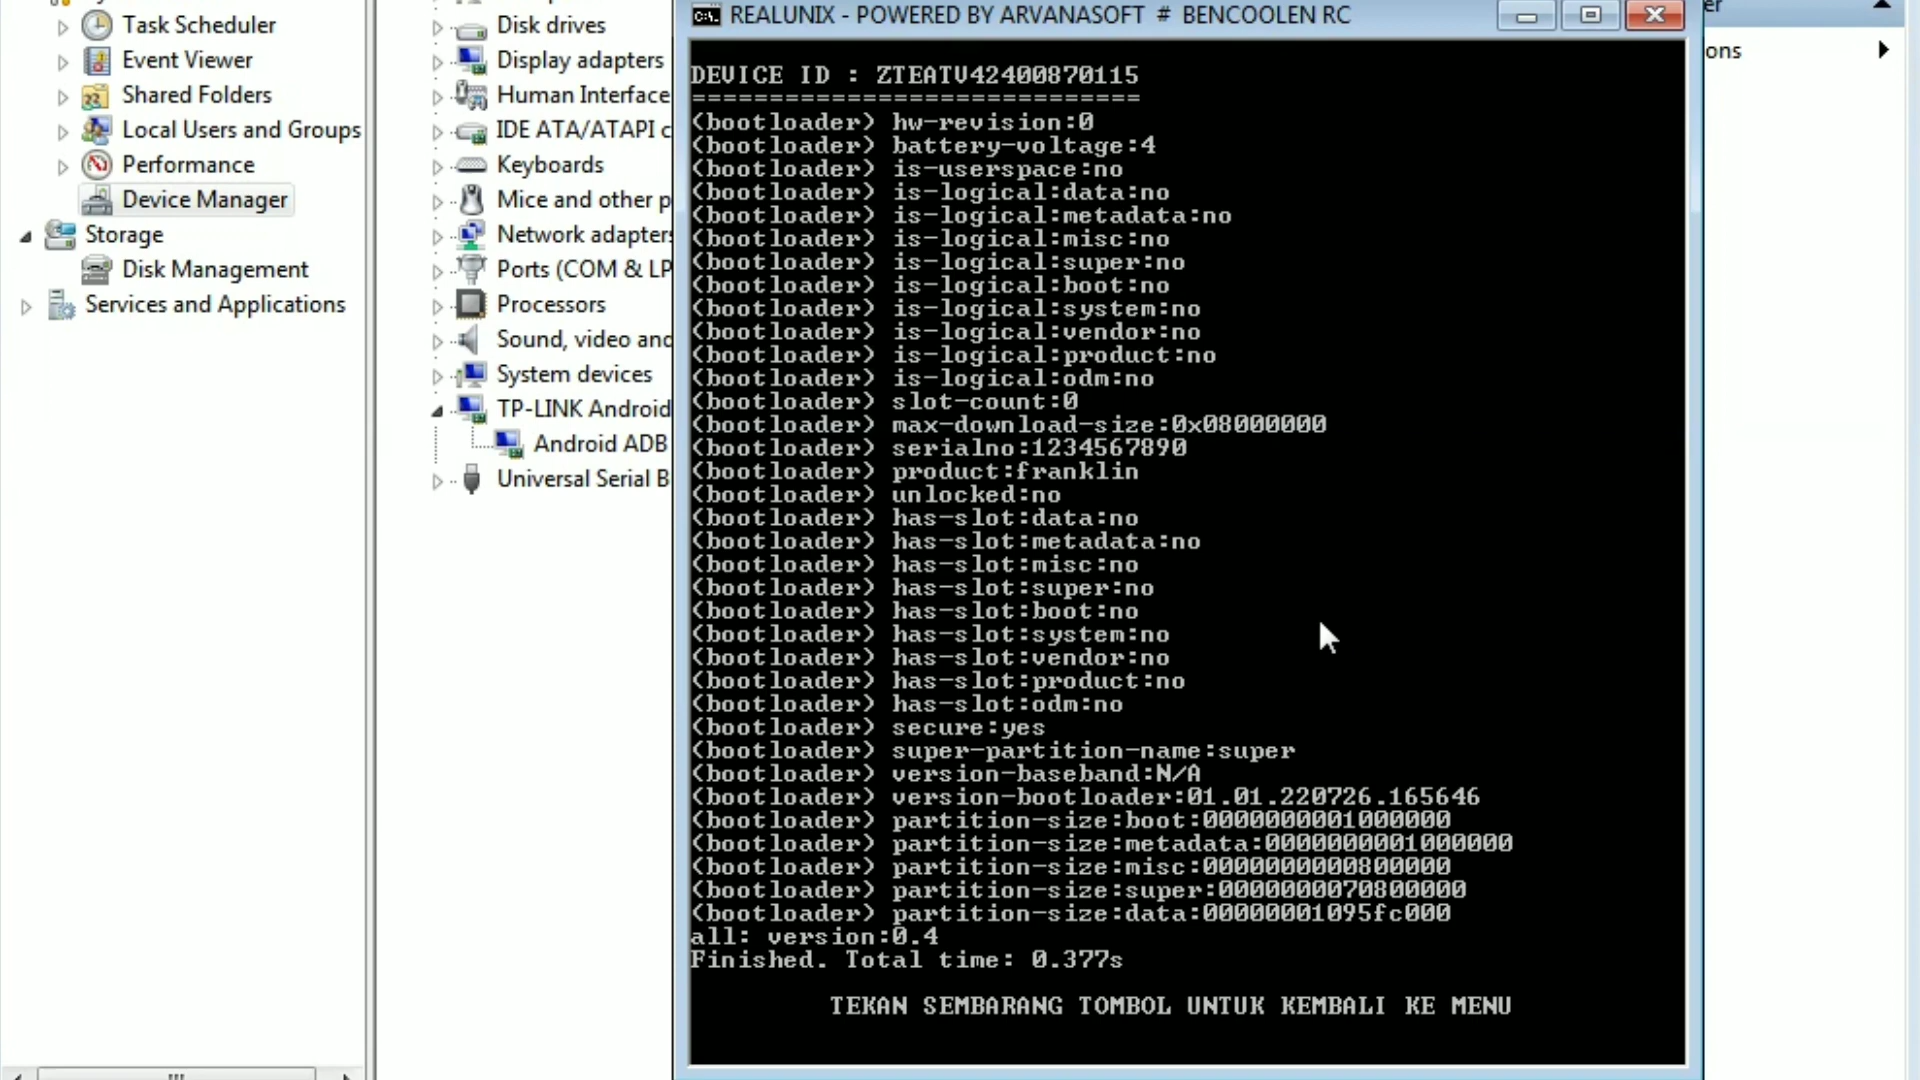 Task Scheduler
Event Viewer
Shared Folders
Local Users and Groups
Performance
Device Manager
Storage
Disk Management
Services and Applications
Disk drives
Display adapters
Human Interface
IDE ATA/ATAPI c
Keyboards
Mice and other p
Network adapters
Ports (COM & LP
Processors
Sound, video and
System devices
TP-LINK Android
Android ADB
Universal Serial B
REALUNIX - POWERED BY ARVANASOFT # BENCOOLEN RC
DEVICE ID : ZTEATV42400870115
=============================
(bootloader) hw-revision:0
(bootloader) battery-voltage:4
(bootloader) is-userspace:no
(bootloader) is-logical:data:no
(bootloader) is-logical:metadata:no
(bootloader) is-logical:misc:no
(bootloader) is-logical:super:no
(bootloader) is-logical:boot:no
(bootloader) is-logical:system:no
(bootloader) is-logical:vendor:no
(bootloader) is-logical:product:no
(bootloader) is-logical:odm:no
(bootloader) slot-count:0
(bootloader) max-download-size:0x08000000
(bootloader) serialno:1234567890
(bootloader) product:franklin
(bootloader) unlocked:no
(bootloader) has-slot:data:no
(bootloader) has-slot:metadata:no
(bootloader) has-slot:misc:no
(bootloader) has-slot:super:no
(bootloader) has-slot:boot:no
(bootloader) has-slot:system:no
(bootloader) has-slot:vendor:no
(bootloader) has-slot:product:no
(bootloader) has-slot:odm:no
(bootloader) secure:yes
(bootloader) super-partition-name:super
(bootloader) version-baseband:N/A
(bootloader) version-bootloader:01.01.220726.165646
(bootloader) partition-size:boot:0000000001000000
(bootloader) partition-size:metadata:0000000001000000
(bootloader) partition-size:misc:0000000000800000
(bootloader) partition-size:super:0000000070800000
(bootloader) partition-size:data:00000001095fc000
all: version:0.4
Finished. Total time: 0.377s
TEKAN SEMBARANG TOMBOL UNTUK KEMBALI KE MENU
er
ons